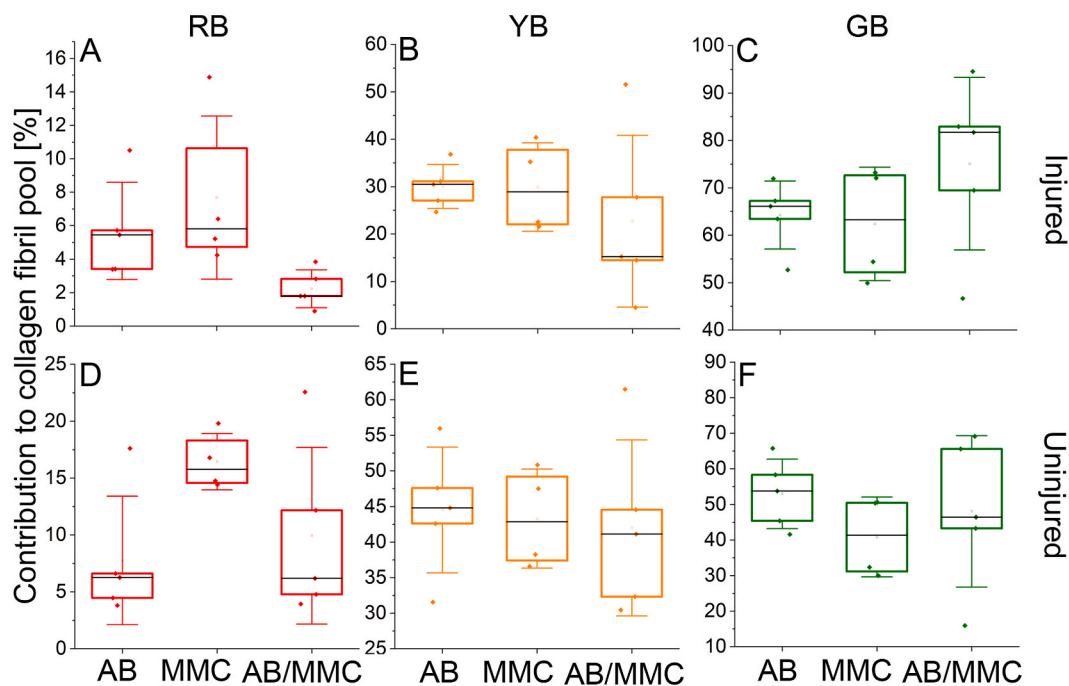 RB YB GB
Contribution to collagen fibril pool [%]
A B C
16 60 100
14 50 90
12 40 80
10 30 70
8 20 60
6 10 50
4 0 40
2
0
Injured
D E F
25 65 90
20 60 80
15 55 70
10 50 60
5 45 50
0 40 40
35 30
30 20
25 10
Uninjured
AB MMC AB/MMC AB MMC AB/MMC AB MMC AB/MMC